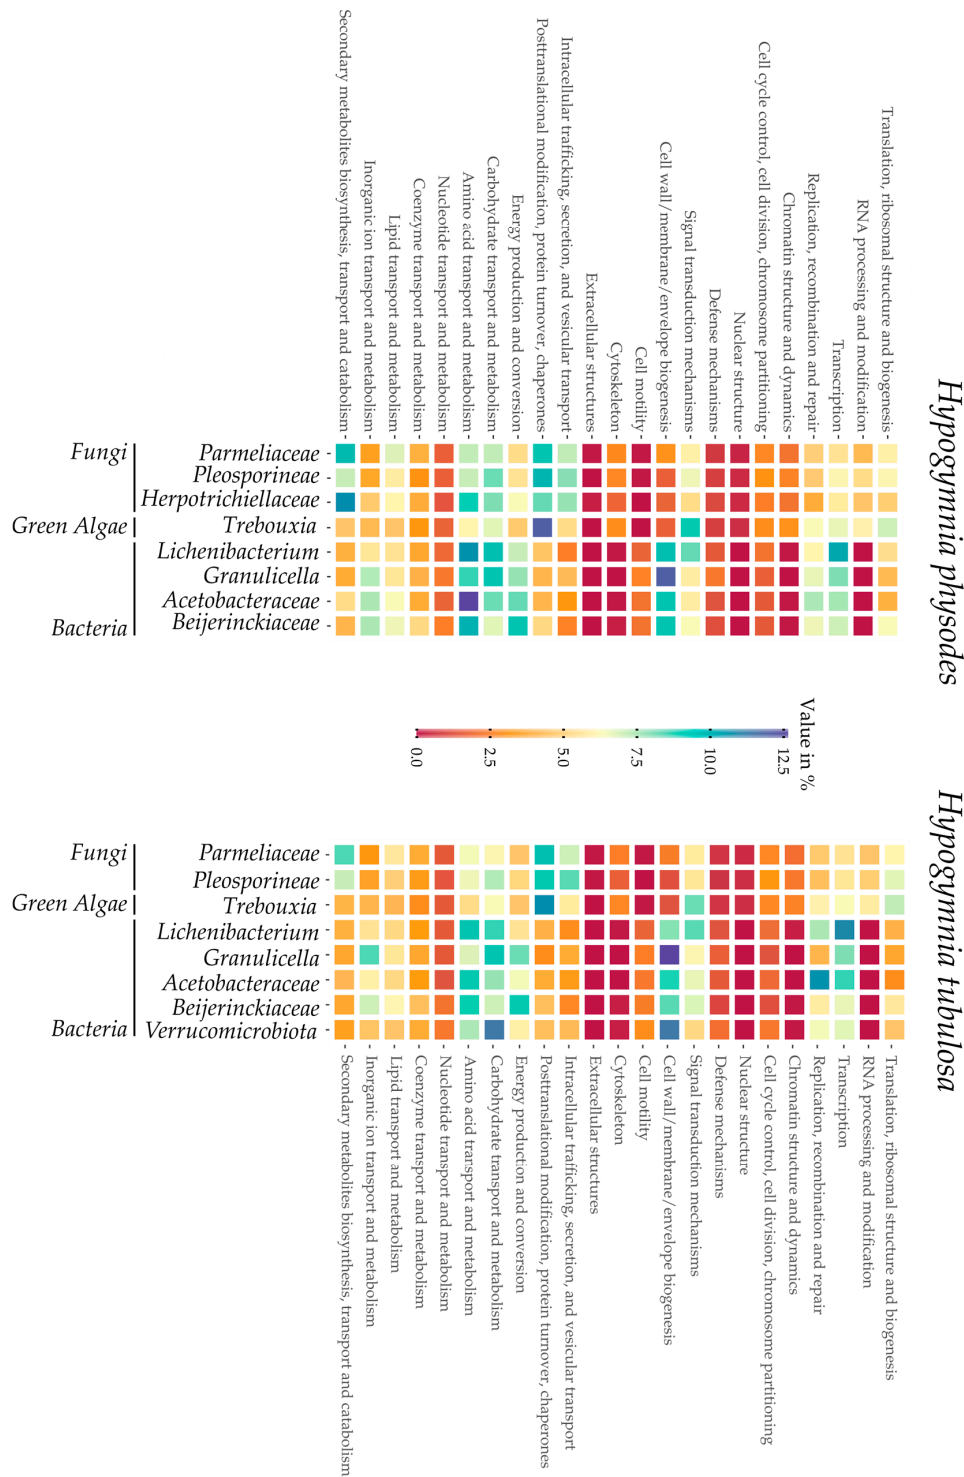 Hypogymnia physodes
Translation, ribosomal structure and biogenesis
RNA processing and modification
Transcription
Replication, recombination and repair
Chromatin structure and dynamics
Cell cycle control, cell division, chromosome partitioning
Nuclear structure
Defense mechanisms
Signal transduction mechanisms
Cell wall/membrane/envelope biogenesis
Cell motility
Cytoskeleton
Extracellular structures
Intracellular trafficking, secretion, and vesicular transport
Posttranslational modification, protein turnover, chaperones
Energy production and conversion
Carbohydrate transport and metabolism
Amino acid transport and metabolism
Nucleotide transport and metabolism
Coenzyme transport and metabolism
Lipid transport and metabolism
Inorganic ion transport and metabolism
Secondary metabolites biosynthesis, transport and catabolism
Fungi
Parmeliaceae
Pleosporineae
Herpotrichiellaceae
Green Algae
Trebouxia
Lichenibacterium
Granulicella
Acetobacteraceae
Beijerinckiaceae
Bacteria
Value in %
0.0
2.5
5.0
7.5
10.0
12.5
Hypogymnia tubulosa
Fungi
Parmeliaceae
Pleosporineae
Green Algae
Trebouxia
Lichenibacterium
Granulicella
Acetobacteraceae
Beijerinckiaceae
Bacteria
Verrucomicrobiota
Translation, ribosomal structure and biogenesis
RNA processing and modification
Transcription
Replication, recombination and repair
Chromatin structure and dynamics
Cell cycle control, cell division, chromosome partitioning
Nuclear structure
Defense mechanisms
Signal transduction mechanisms
Cell wall/membrane/envelope biogenesis
Cell motility
Cytoskeleton
Extracellular structures
Intracellular trafficking, secretion, and vesicular transport
Posttranslational modification, protein turnover, chaperones
Energy production and conversion
Carbohydrate transport and metabolism
Amino acid transport and metabolism
Nucleotide transport and metabolism
Coenzyme transport and metabolism
Lipid transport and metabolism
Inorganic ion transport and metabolism
Secondary metabolites biosynthesis, transport and catabolism